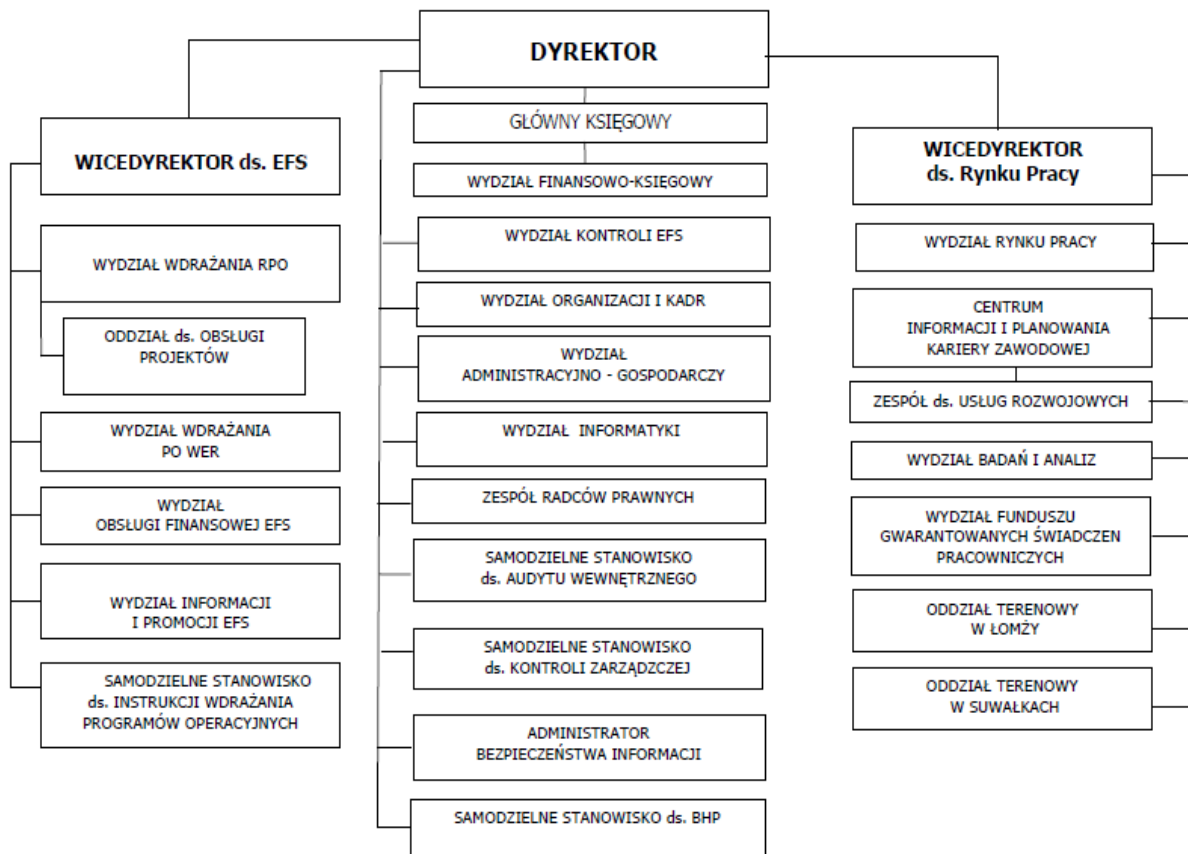 DYREKTOR
GŁÓWNY KSIĘGOWY
WYDZIAŁ FINANSOWO-KSIĘGOWY
WYDZIAŁ KONTROLI EFS
WYDZIAŁ ORGANIZACJI I KADR
WYDZIAŁ
ADMINISTRACYJNO - GOSPODARCZY
WYDZIAŁ INFORMATYKI
ZESPÓŁ RADCÓW PRAWNYCH
SAMODZIELNE STANOWISKO
ds. AUDYTU WEWNĘTRZNEGO
SAMODZIELNE STANOWISKO
ds. KONTROLI ZARZĄDZCZEJ
ADMINISTRATOR
BEZPIECZEŃSTWA INFORMACJI
SAMODZIELNE STANOWISKO ds. BHP
WICEDYREKTOR ds. EFS
WYDZIAŁ WDRAŻANIA RPO
ODDZIAŁ ds. OBSŁUGI
PROJEKTÓW
WYDZIAŁ WDRAŻANIA
PO WER
WYDZIAŁ
OBSŁUGI FINANSOWEJ EFS
WYDZIAŁ INFORMACJI
I PROMOCJI EFS
SAMODZIELNE STANOWISKO
ds. INSTRUKCJI WDRAŻANIA
PROGRAMÓW OPERACYJNYCH
WICEDYREKTOR
ds. Rynku Pracy
WYDZIAŁ RYNKU PRACY
CENTRUM
INFORMACJI I PLANOWANIA
KARIERY ZAWODOWEJ
ZESPÓŁ ds. USŁUG ROZWOJOWYCH
WYDZIAŁ BADAŃ I ANALIZ
WYDZIAŁ FUNDUSZU
GWARANTOWANYCH ŚWIADCZEN
PRACOWNICZYCH
ODDZIAŁ TERENOWY
W ŁOMŻY
ODDZIAŁ TERENOWY
W SUWAŁKACH